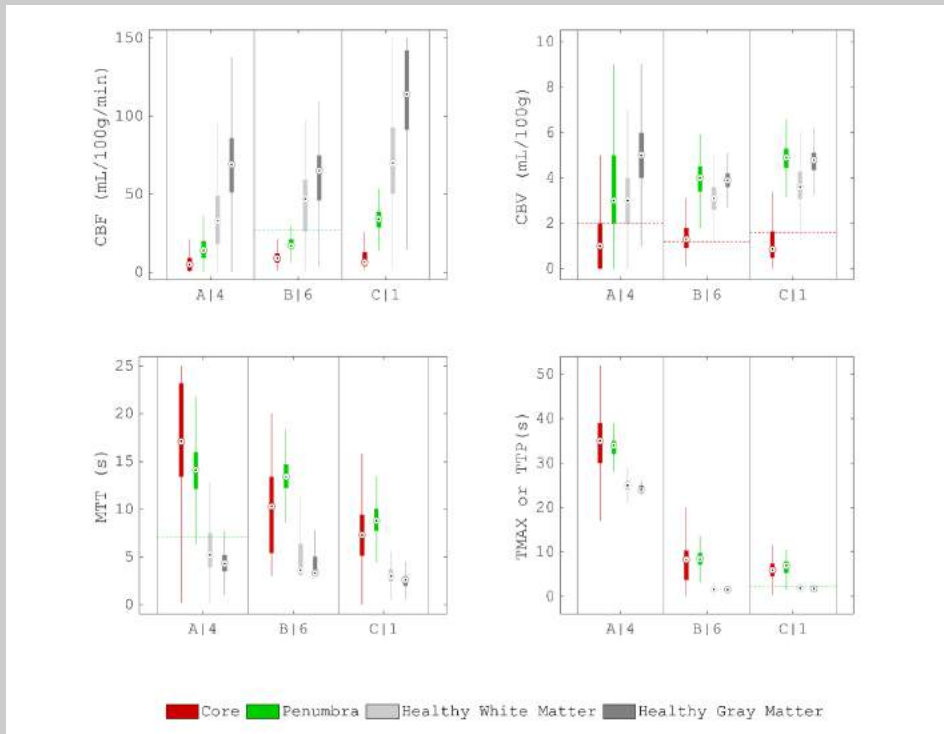 CBF (mL/100g/min)
150
100
50
0
A|4 B|6 C|1
CBV (mL/100g)
10
8
6
4
2
0
A|4 B|6 C|1
MTT (s)
25
20
15
10
5
0
A|4 B|6 C|1
TMAX or TTP(s)
50
40
30
20
10
0
A|4 B|6 C|1
Core Penumbra Healthy White Matter Healthy Gray Matter